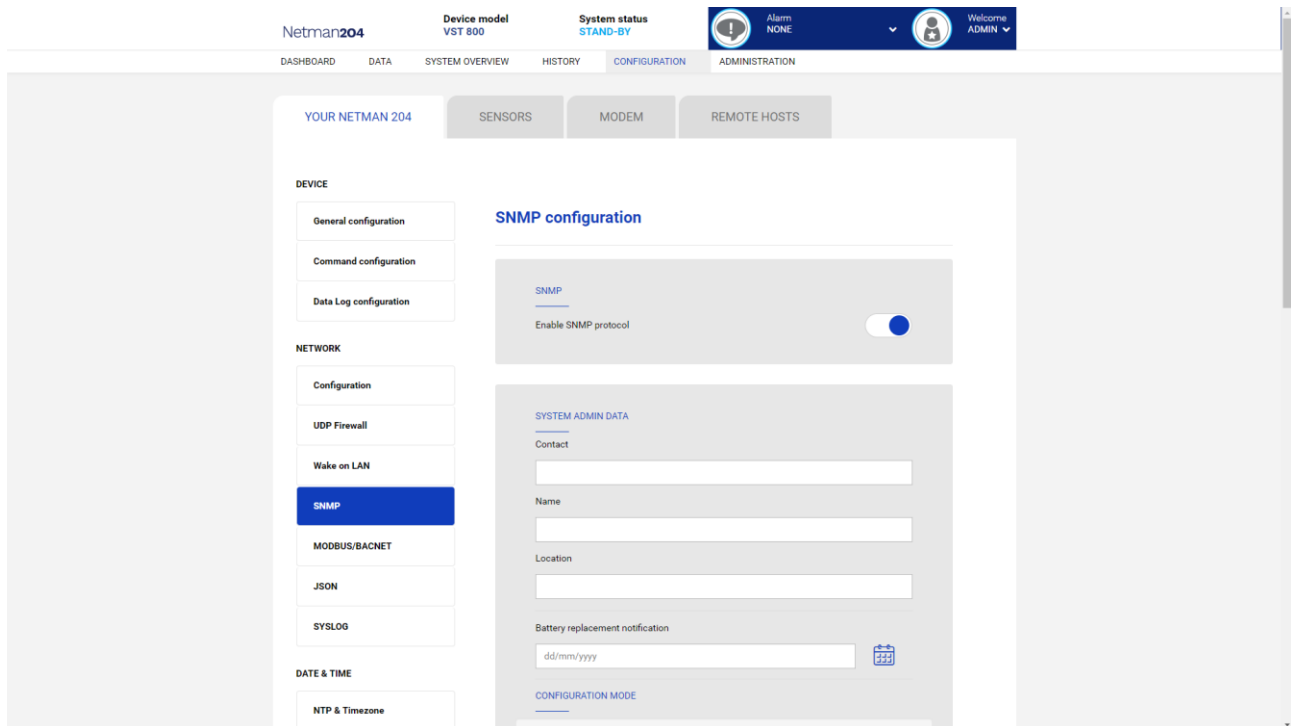 Netman204
Device model
VST 800
System status
STAND-BY
Alarm
NONE
Welcome
ADMIN
DASHBOARD DATA SYSTEM OVERVIEW HISTORY CONFIGURATION ADMINISTRATION
YOUR NETMAN 204 SENSORS MODEM REMOTE HOSTS
DEVICE
General configuration
Command configuration
Data Log configuration
NETWORK
Configuration
UDP Firewall
Wake on LAN
SNMP
MODBUS/BACNET
JSON
SYSLOG
DATE & TIME
NTP & Timezone
SNMP configuration
SNMP
Enable SNMP protocol
SYSTEM ADMIN DATA
Contact
Name
Location
Battery replacement notification
dd/mm/yyyy
CONFIGURATION MODE